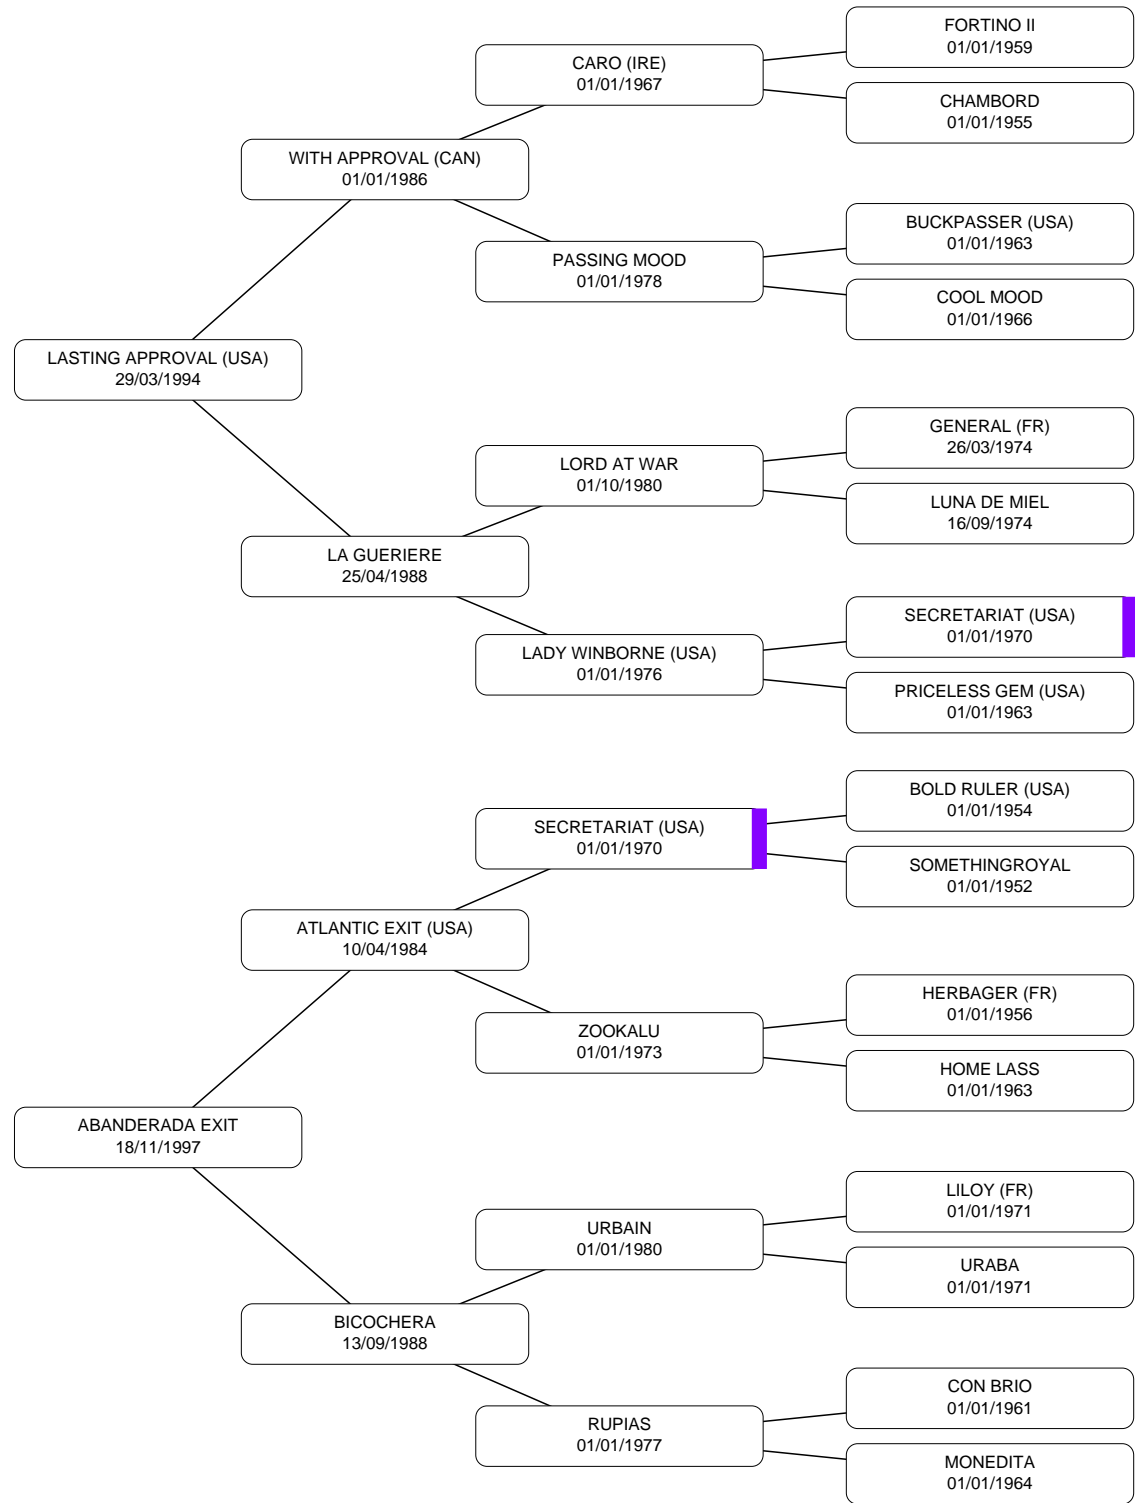 FORTINO II
01/01/1959
CARO (IRE)
01/01/1967
CHAMBORD
01/01/1955
WITH APPROVAL (CAN)
01/01/1986
BUCKPASSER (USA)
01/01/1963
PASSING MOOD
01/01/1978
COOL MOOD
01/01/1966
LASTING APPROVAL (USA)
29/03/1994
GENERAL (FR)
26/03/1974
LORD AT WAR
01/10/1980
LUNA DE MIEL
16/09/1974
LA GUERIERE
25/04/1988
SECRETARIAT (USA)
01/01/1970
LADY WINBORNE (USA)
01/01/1976
PRICELESS GEM (USA)
01/01/1963
BOLD RULER (USA)
01/01/1954
SECRETARIAT (USA)
01/01/1970
SOMETHINGROYAL
01/01/1952
ATLANTIC EXIT (USA)
10/04/1984
HERBAGER (FR)
01/01/1956
ZOOKALU
01/01/1973
HOME LASS
01/01/1963
ABANDERADA EXIT
18/11/1997
LILOY (FR)
01/01/1971
URBAIN
01/01/1980
URABA
01/01/1971
BICOCHERA
13/09/1988
CON BRIO
01/01/1961
RUPIAS
01/01/1977
MONEDITA
01/01/1964